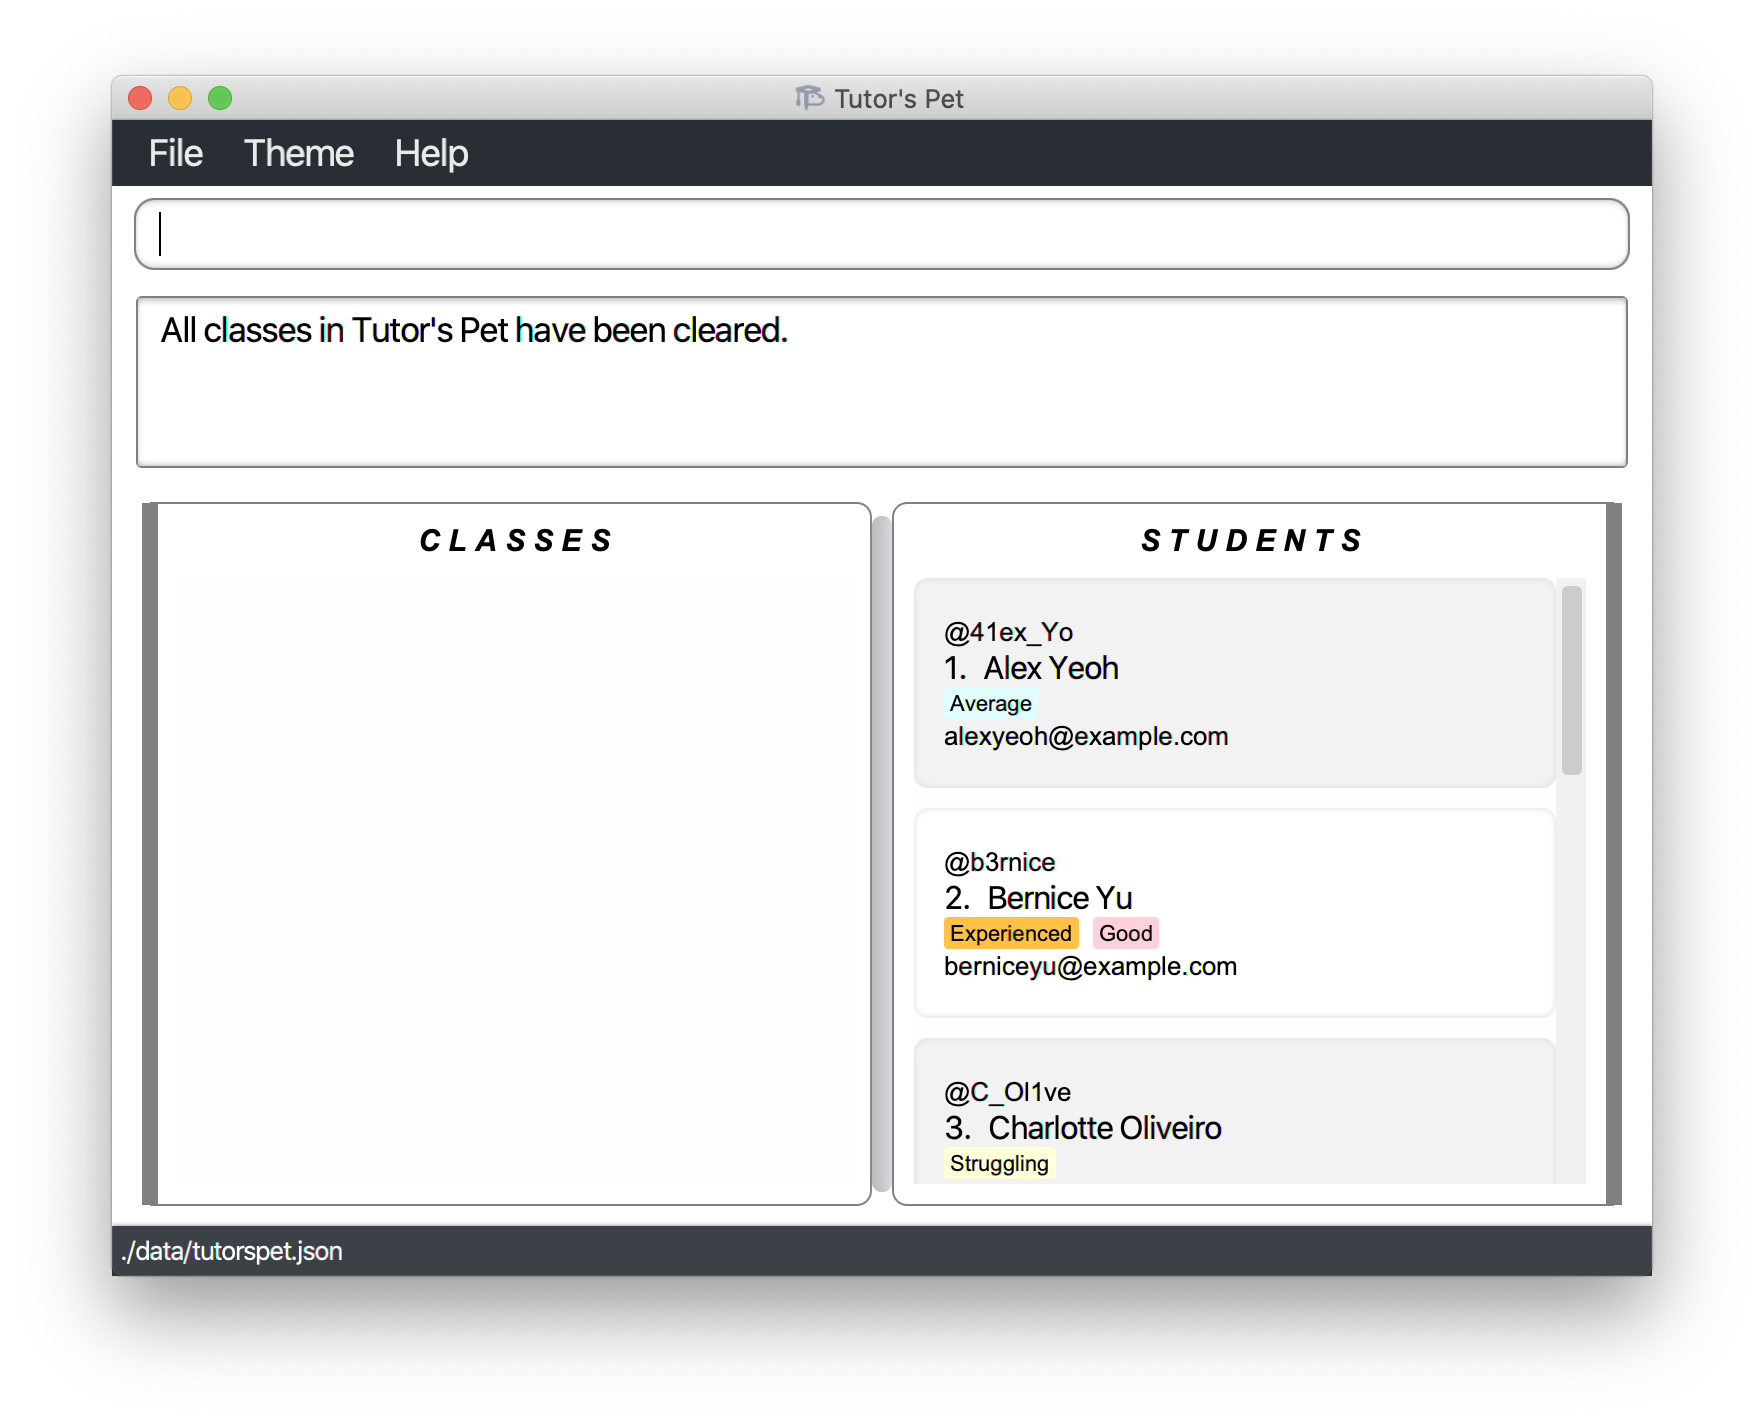 Tutor's Pet
File Theme Help
All classes in Tutor's Pet have been cleared.
CLASSES
STUDENTS
@41ex_Yo
1. Alex Yeoh
Average
alexyeoh@example.com
@b3rnice
2. Bernice Yu
Experienced Good
berniceyu@example.com
@C_Ol1ve
3. Charlotte Oliveiro
Struggling
./data/tutorspet.json